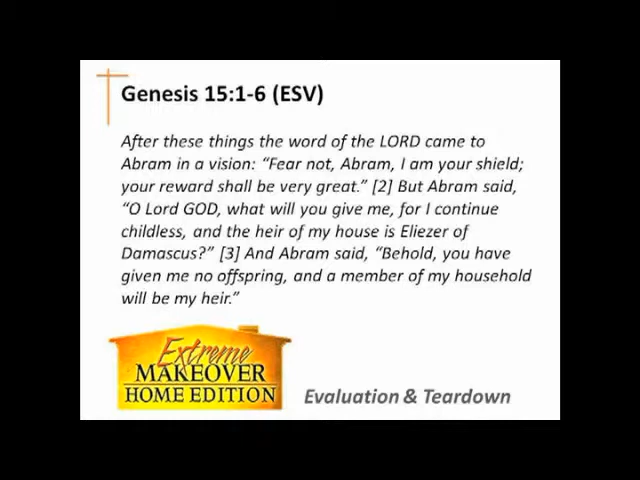 Genesis 15:1-6 (ESV)
After these things the word of the LORD came to
Abram in a vision: “Fear not, Abram, I am your shield;
your reward shall be very great.” [2] But Abram said,
“O Lord GOD, what will you give me, for I continue
childless, and the heir of my house is Eliezer of
Damascus?” [3] And Abram said, “Behold, you have
given me no offspring, and a member of my household
will be my heir.”
Extreme
MAKEOVER
HOME EDITION
Evaluation & Teardown